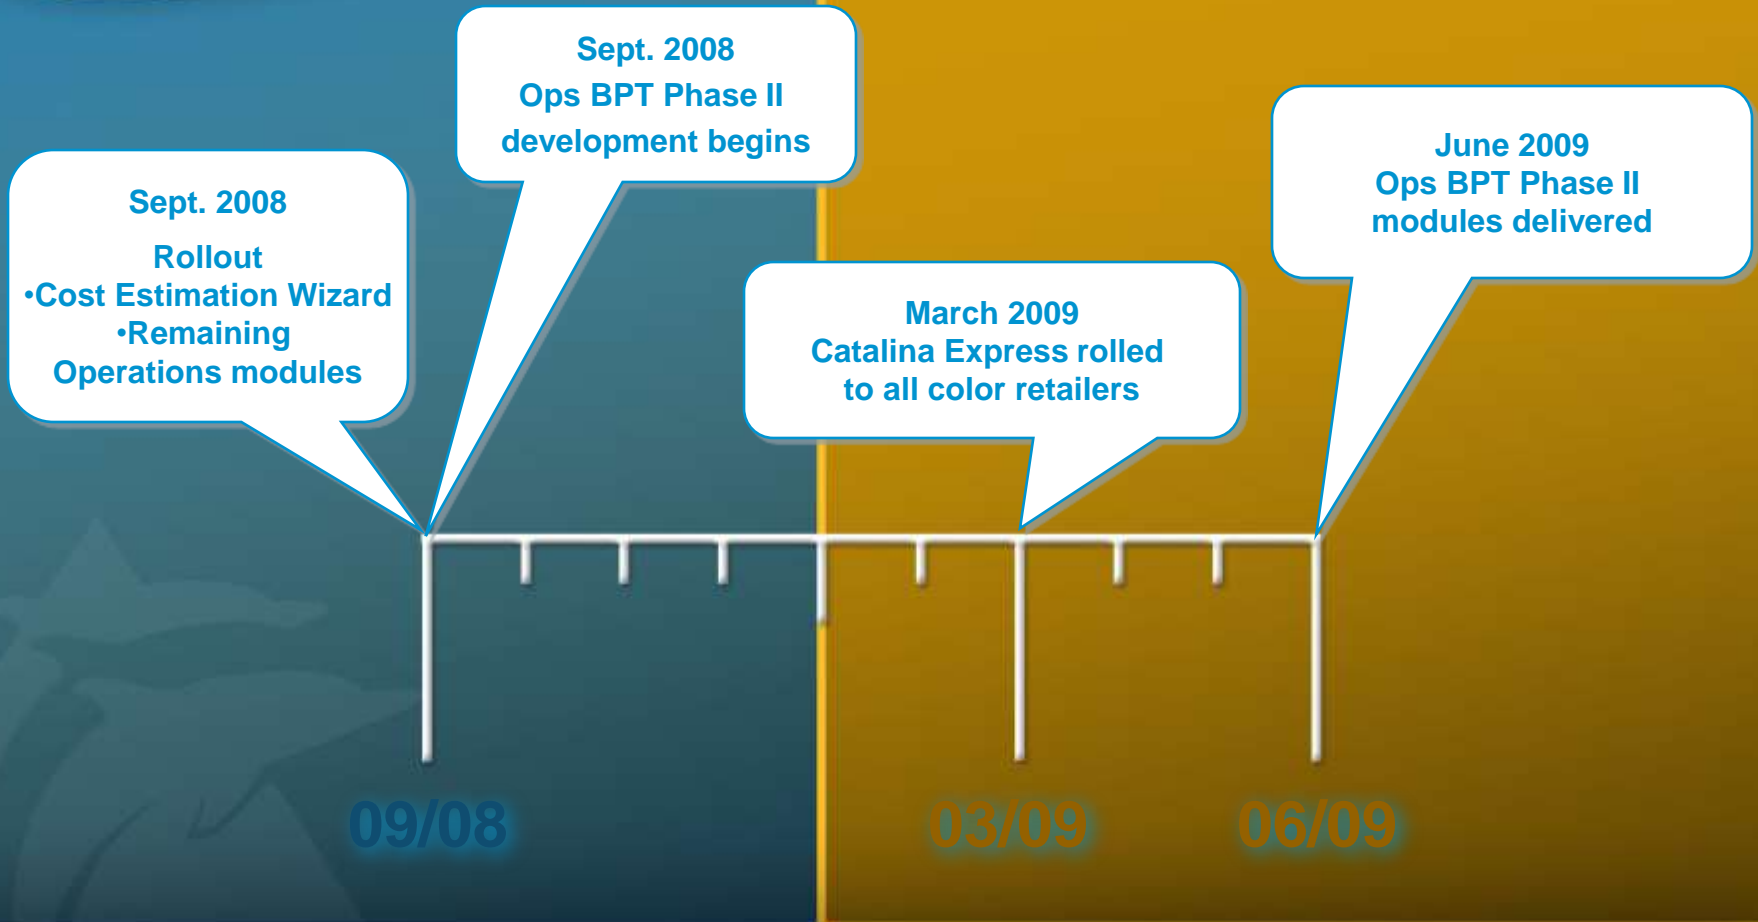 Sept. 2008
Rollout
•Cost Estimation Wizard
•Remaining
Operations modules
Sept. 2008
Ops BPT Phase II
development begins
March 2009
Catalina Express rolled
to all color retailers
June 2009
Ops BPT Phase II
modules delivered
09/08
03/09
06/09